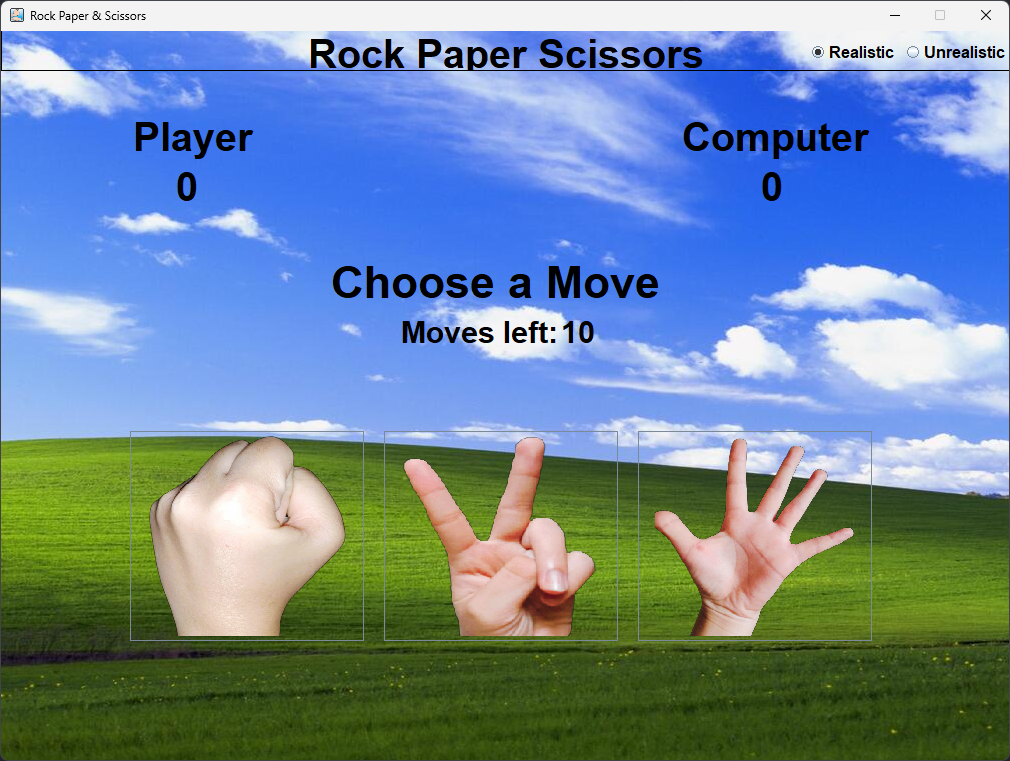 Rock Paper & Scissors
Rock Paper Scissors
Realistic
Unrealistic
Player
Computer
0
0
Choose a Move
Moves left: 10